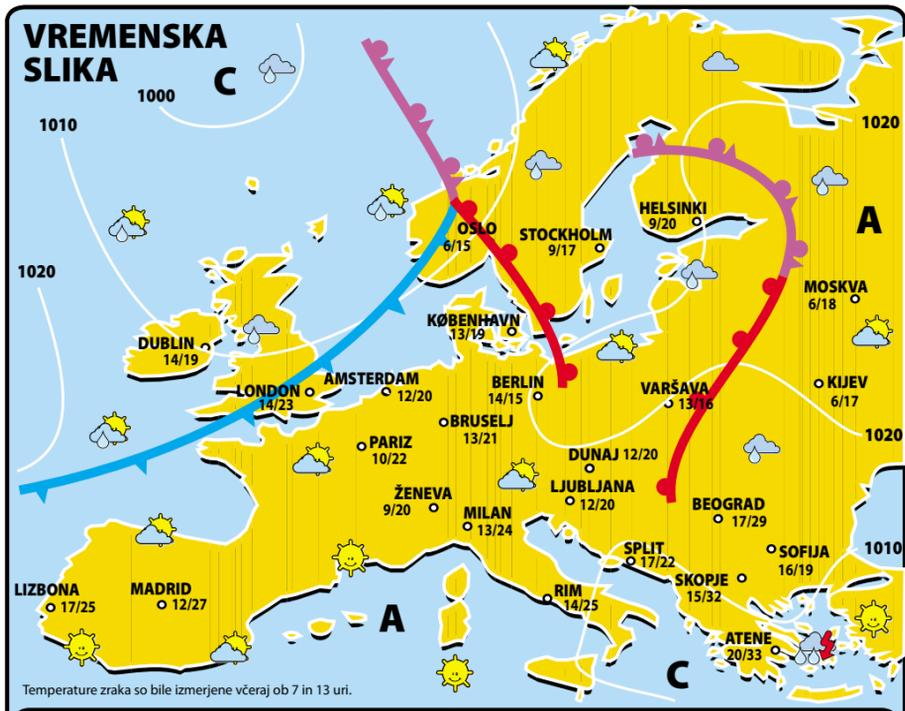 VREMENSKA
SLIKA
C
1000
1010
1020
1020
A
OSLO
6/15
STOCKHOLM
9/17
HELSINKI
9/20
MOSKVA
6/18
KØBENHAVN
13/19
DUBLIN
14/19
LONDON
14/23
AMSTERDAM
12/20
BERLIN
14/15
VARŠAVA
13/16
KIJEV
6/17
BRUSELJ
13/21
PARIZ
10/22
1020
DUNAJ 12/20
LJUBLJANA
12/20
ŽENEVA
9/20
MILAN
13/24
BEOGRAD
17/29
SPLIT
17/22
SOFIJA
16/19
1010
SKOPJE
15/32
LIZBONA
17/25
MADRID
12/27
RIM
14/25
A
ATENE
20/33
C
Temperature zraka so bile izmerjene včeraj ob 7 in 13 uri.